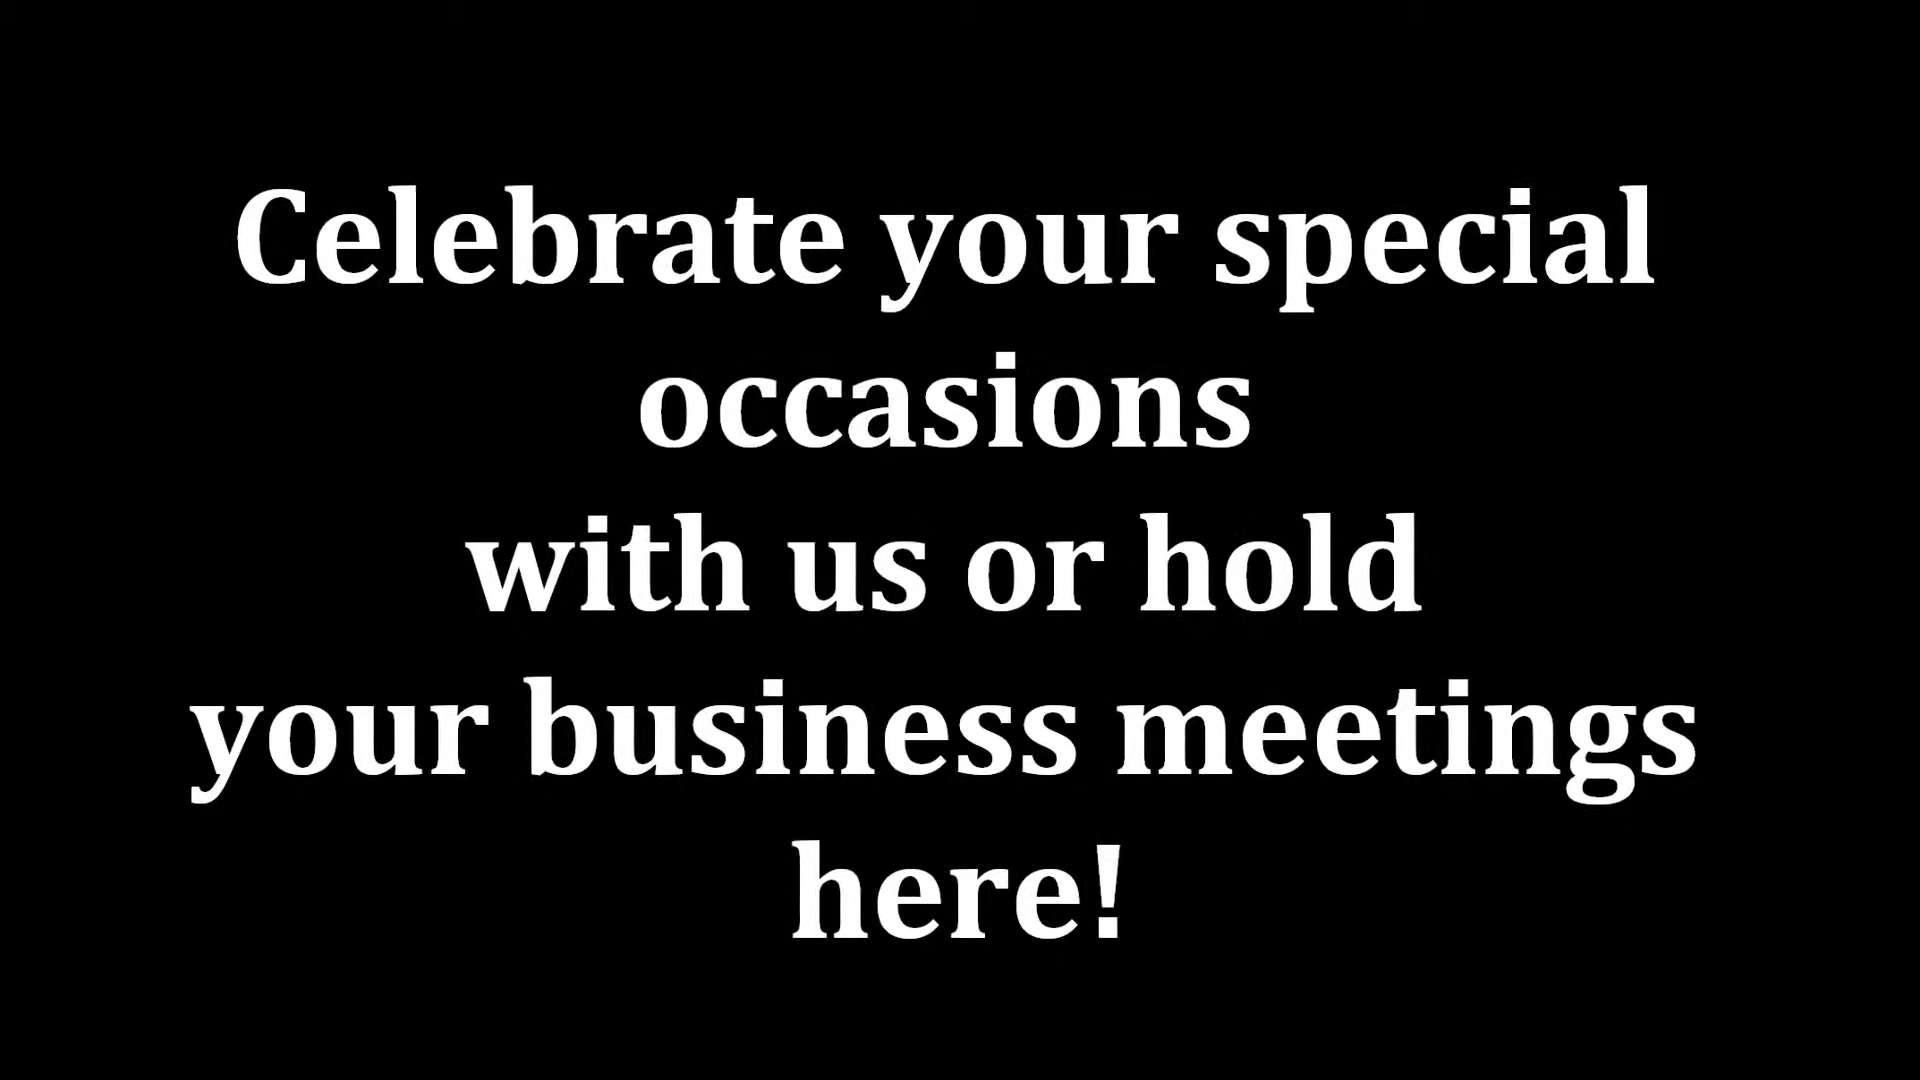 Celebrate your special
occasions
with us or hold
your business meetings
here!